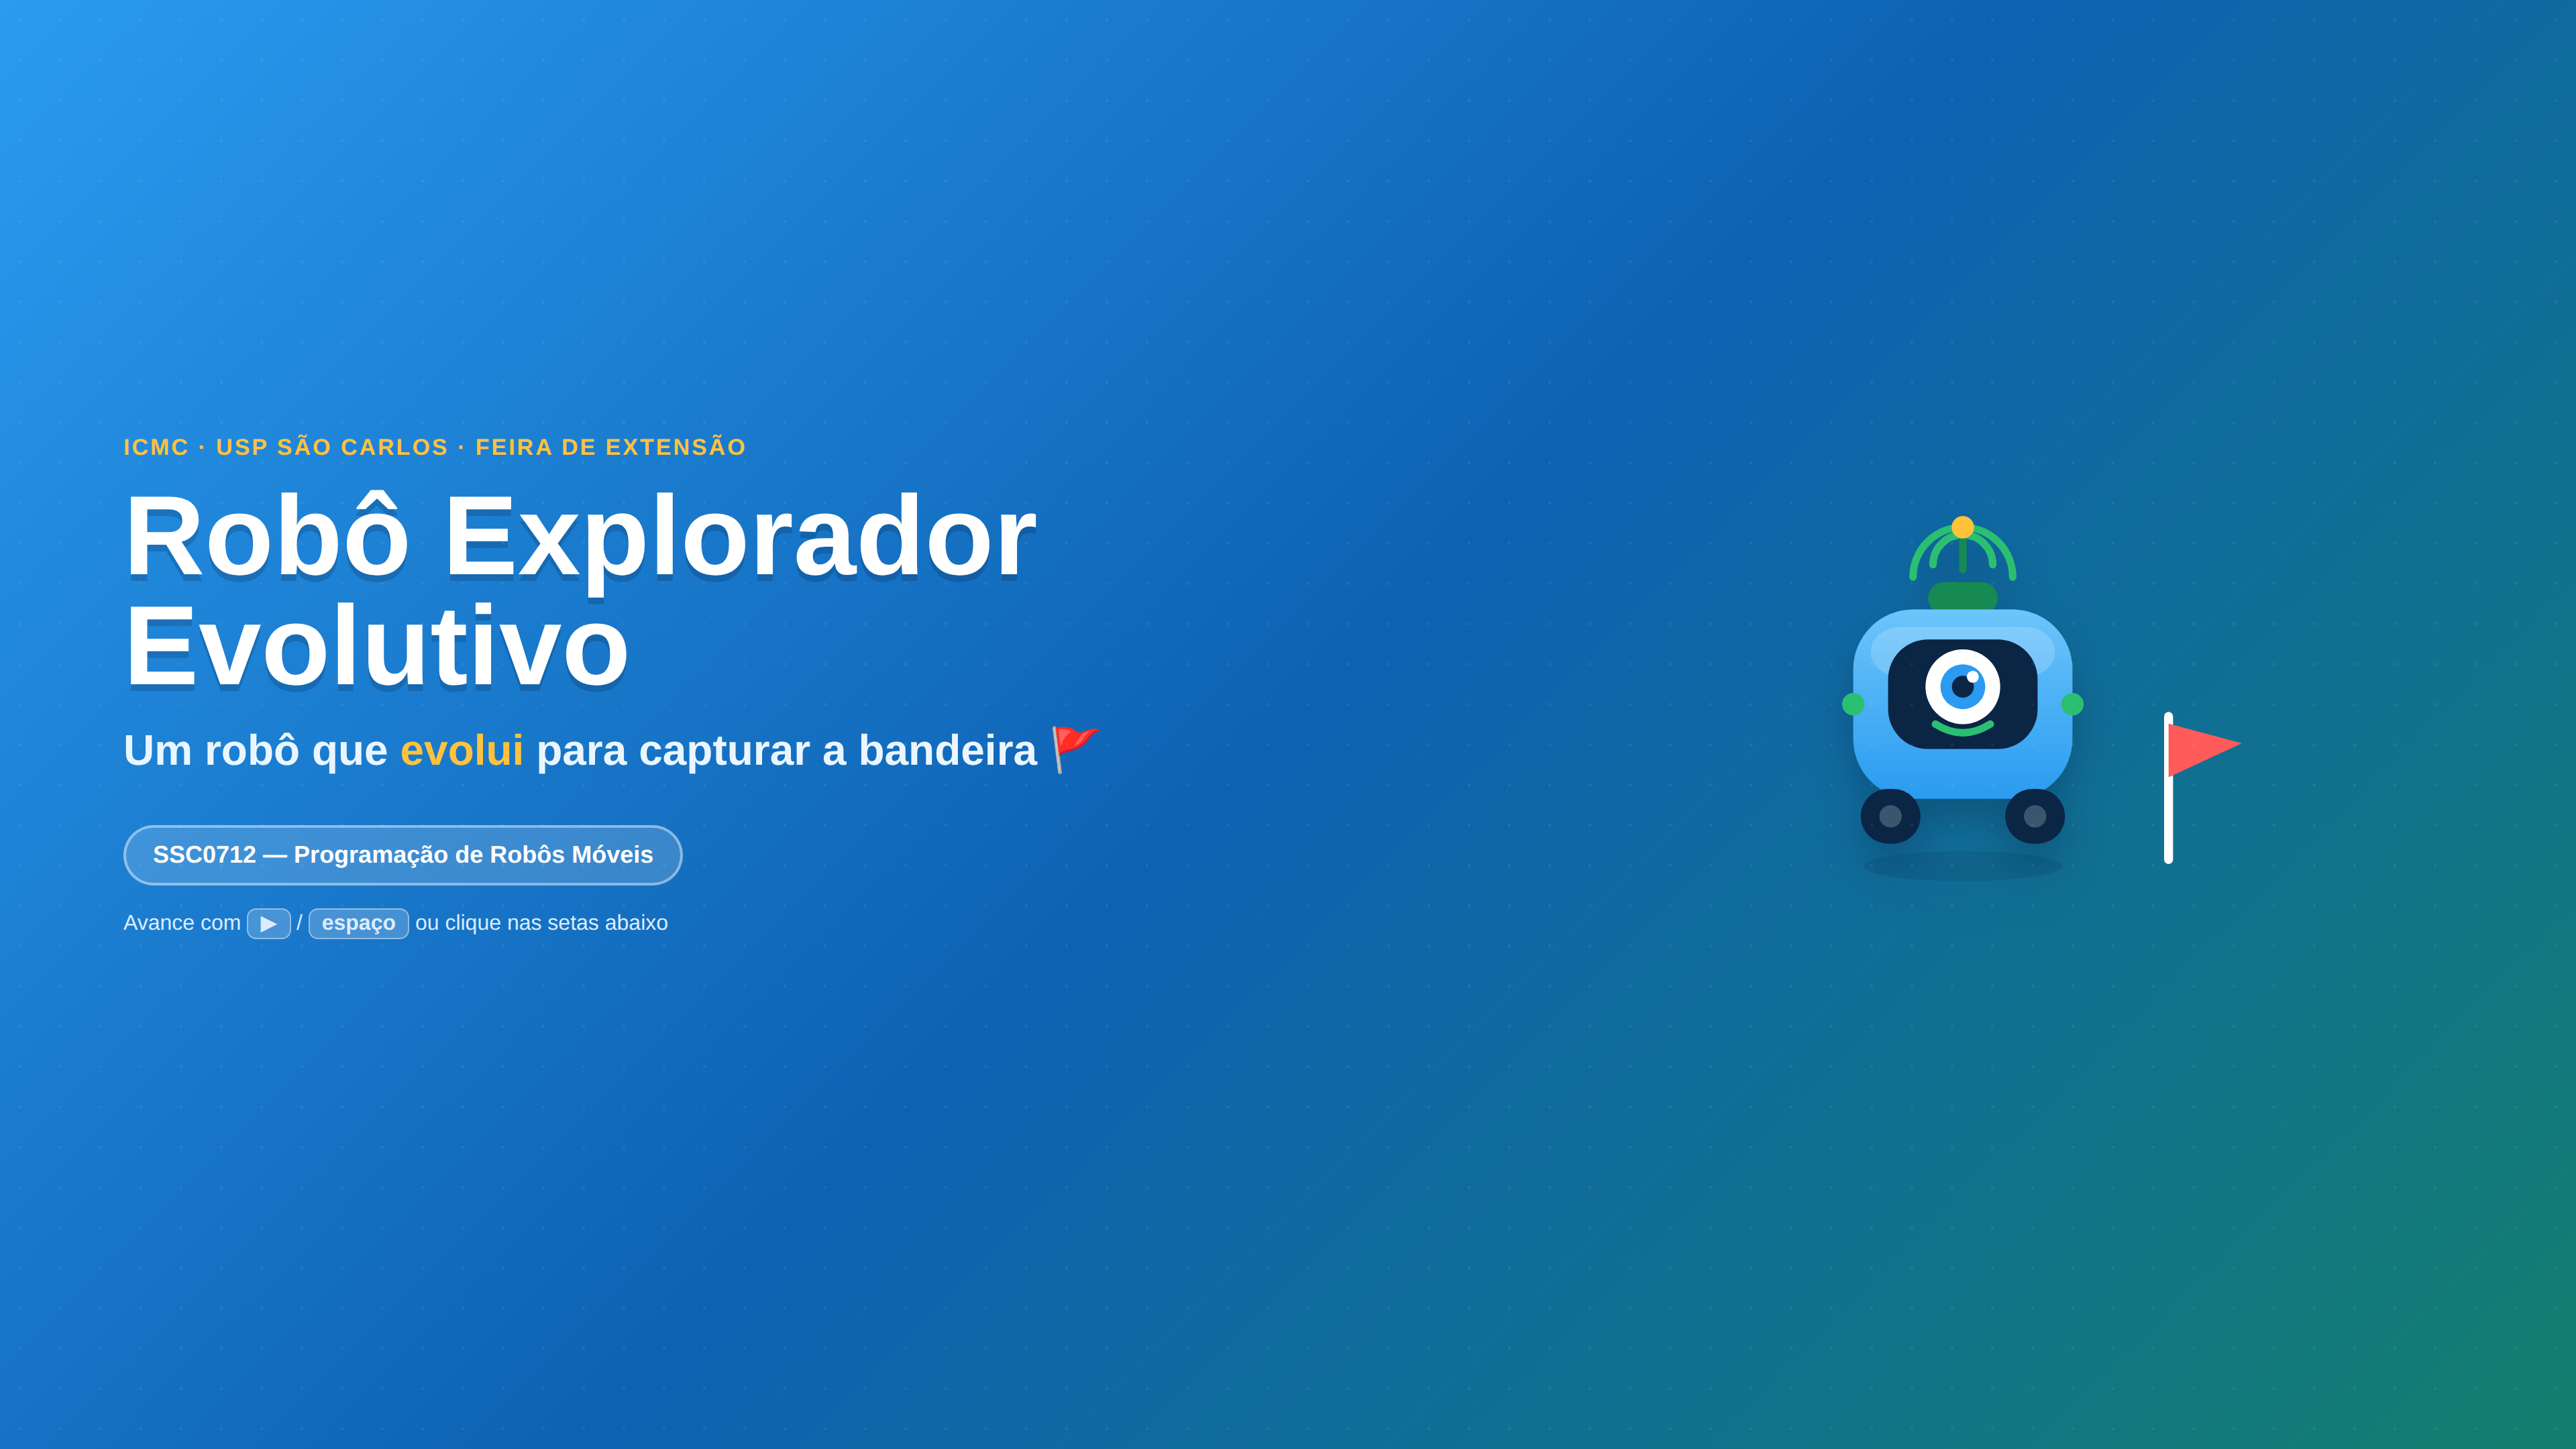 ICMC · USP SÃO CARLOS · FEIRA DE EXTENSÃO
Robô Explorador
Evolutivo
Um robô que evolui para capturar a bandeira 🚩
SSC0712 — Programação de Robôs Móveis
Avance com ▶ / espaço ou clique nas setas abaixo